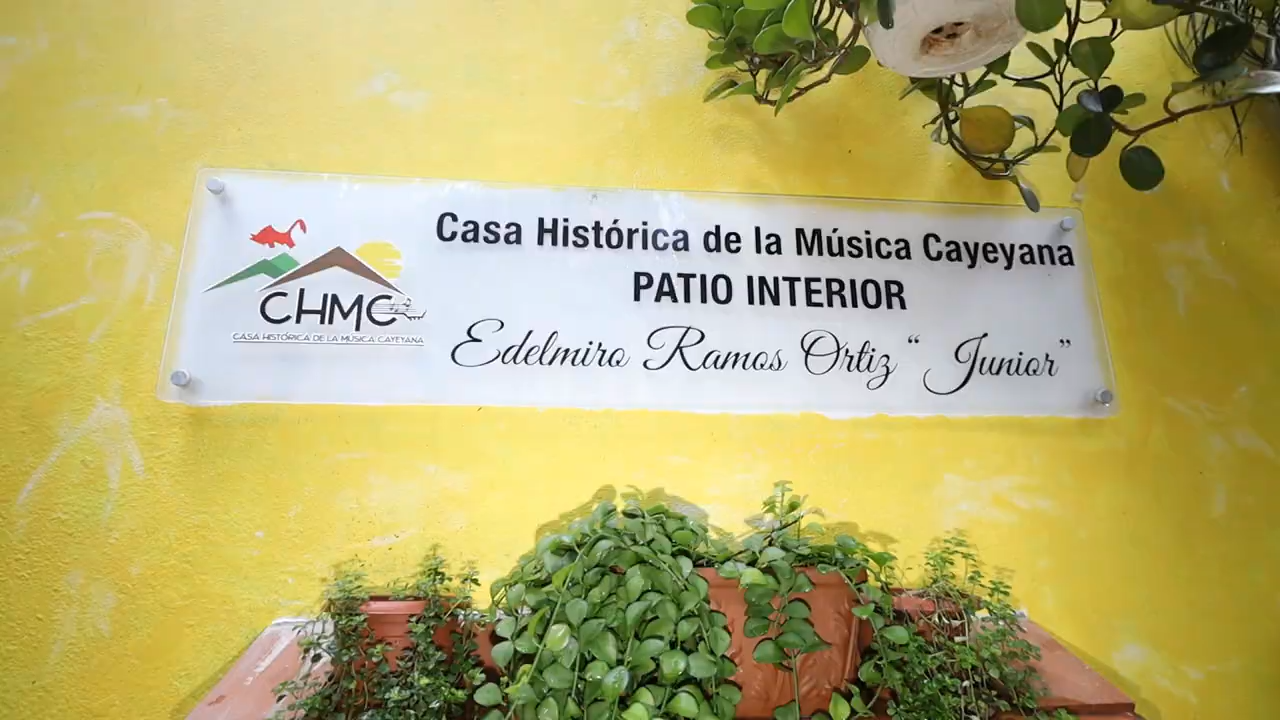 CHMC
CASA HISTÓRICA DE LA MÚSICA CAYEYANA
Casa Histórica de la Música Cayeyana
PATIO INTERIOR
Edelmiro Ramos Ortiz “ Junior”